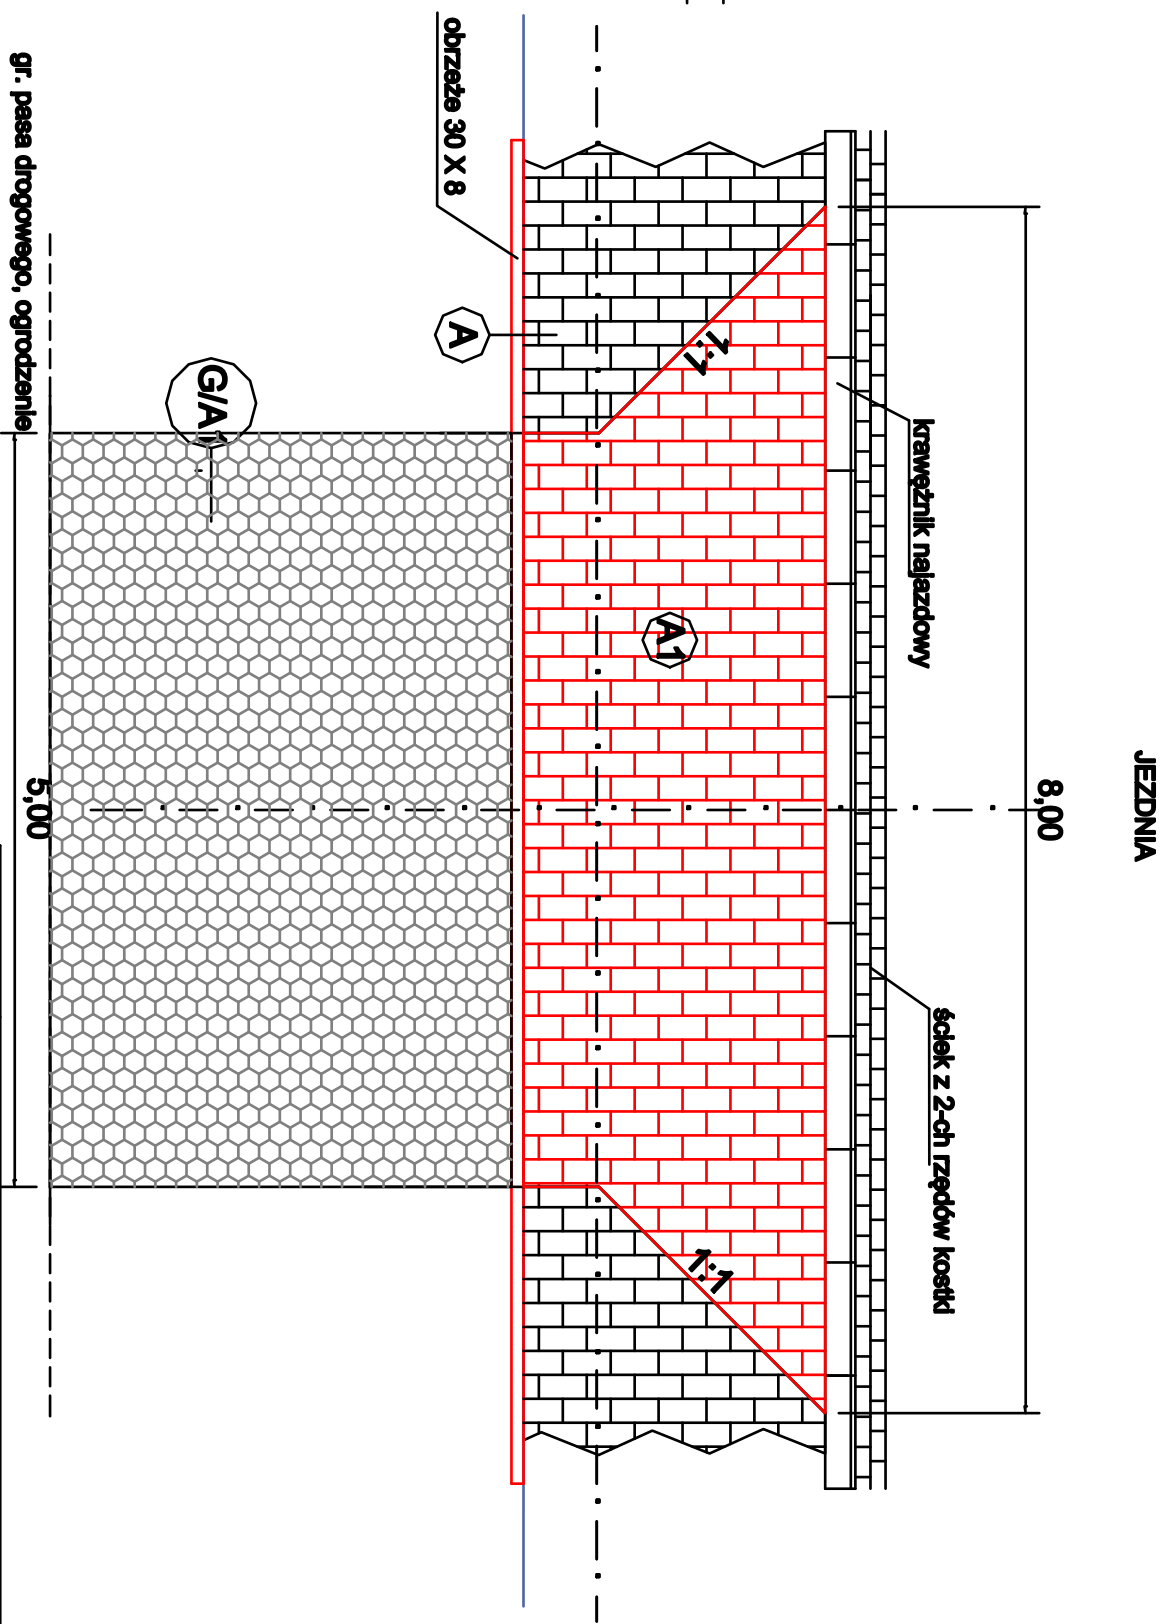 JEZDNIA
8,00
krawężnik najazdowy
ściek z 2-ch rzędów kostki
1:1
1:1
A1
obrzeże 30 X 8
A
G/A1
5,00
gr. pasa drogowego, ogrodzenie